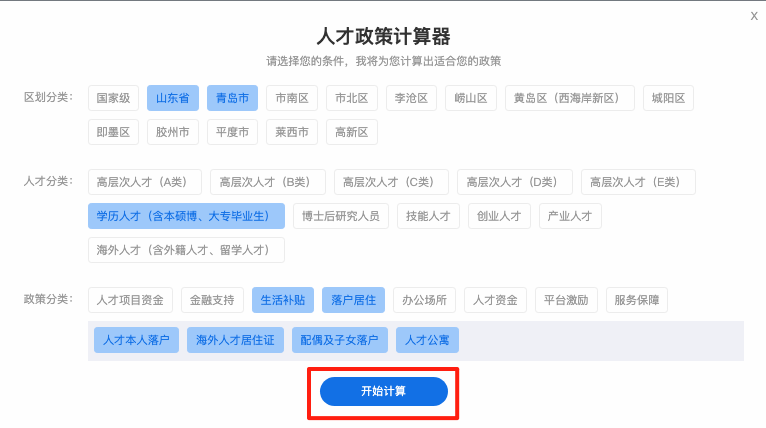 X
人才政策计算器
请选择您的条件，我将为您计算出适合您的政策
区划分类： 国家级 山东省 青岛市 市南区 市北区 李沧区 崂山区 黄岛区（西海岸新区） 城阳区
即墨区 胶州市 平度市 莱西市 高新区
人才分类： 高层次人才（A类） 高层次人才（B类） 高层次人才（C类） 高层次人才（D类） 高层次人才（E类）
学历人才（含本硕博、大专毕业生） 博士后研究人员 技能人才 创业人才 产业人才
海外人才（含外籍人才、留学人才）
政策分类： 人才项目资金 金融支持 生活补贴 落户居住 办公场所 人才资金 平台激励 服务保障
人才本人落户 海外人才居住证 配偶及子女落户 人才公寓
开始计算